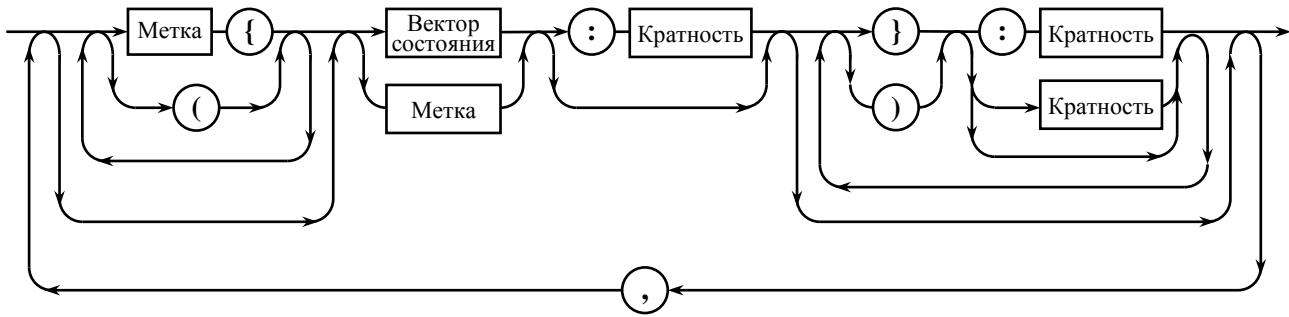 Метка { Вектор состояния : Кратность } : Кратность
( Метка ) Кратность
,